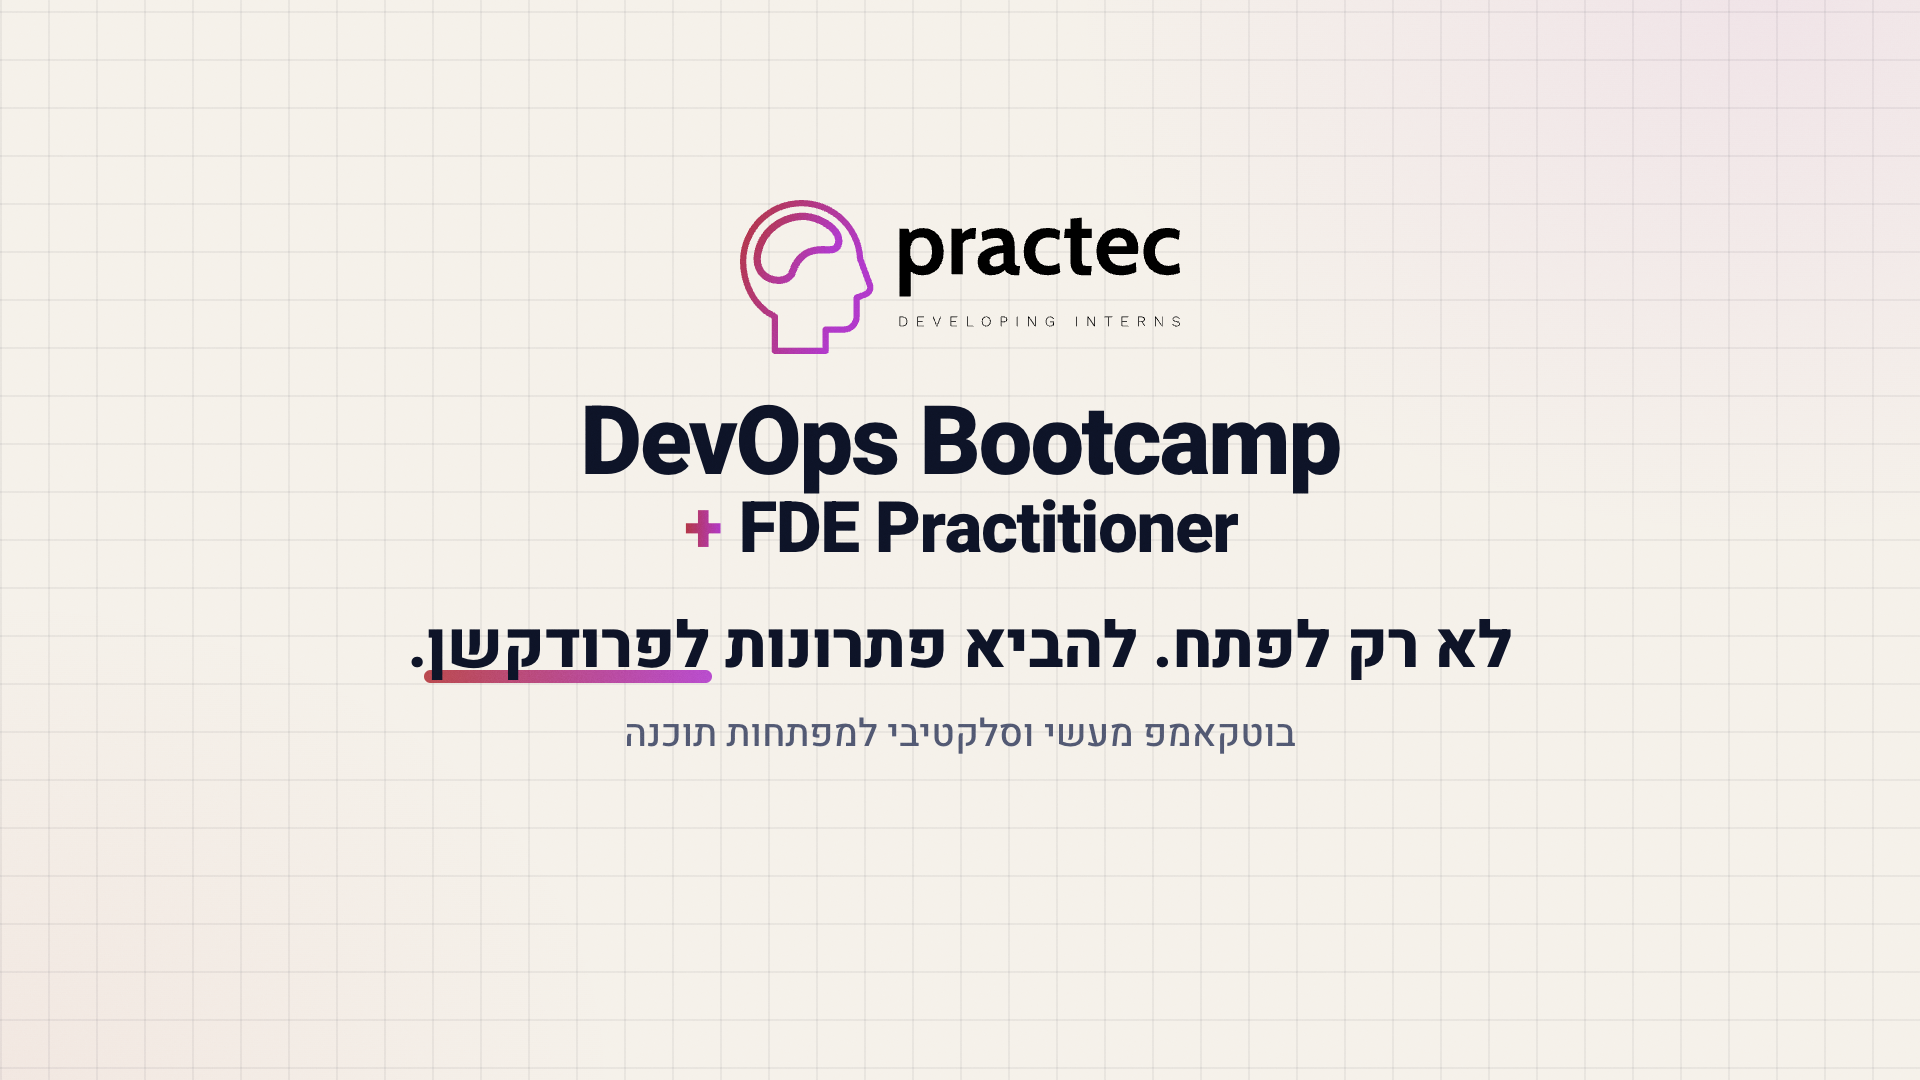 practec
DEVELOPING INTERNS
DevOps Bootcamp
+ FDE Practitioner
לא רק לפתח. להביא פתרונות לפרודקשן.
בוטקאמפ מעשי וסלקטיבי למפתחות תוכנה